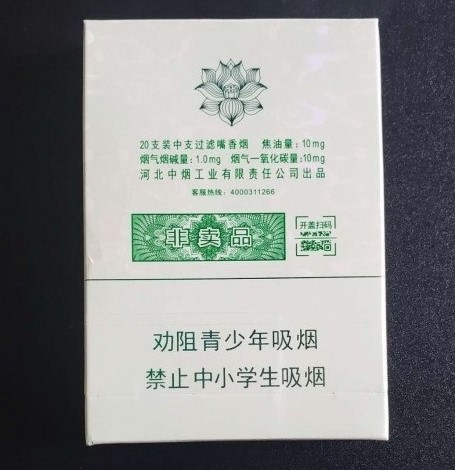 20支装中支过滤嘴香烟 焦油量:10mg
烟气烟碱量:1.0mg 烟气一氧化碳量:10mg
河北中烟工业有限责任公司出品
客服热线:4000311266
非卖品
开盖扫码
劝阻青少年吸烟
禁止中小学生吸烟